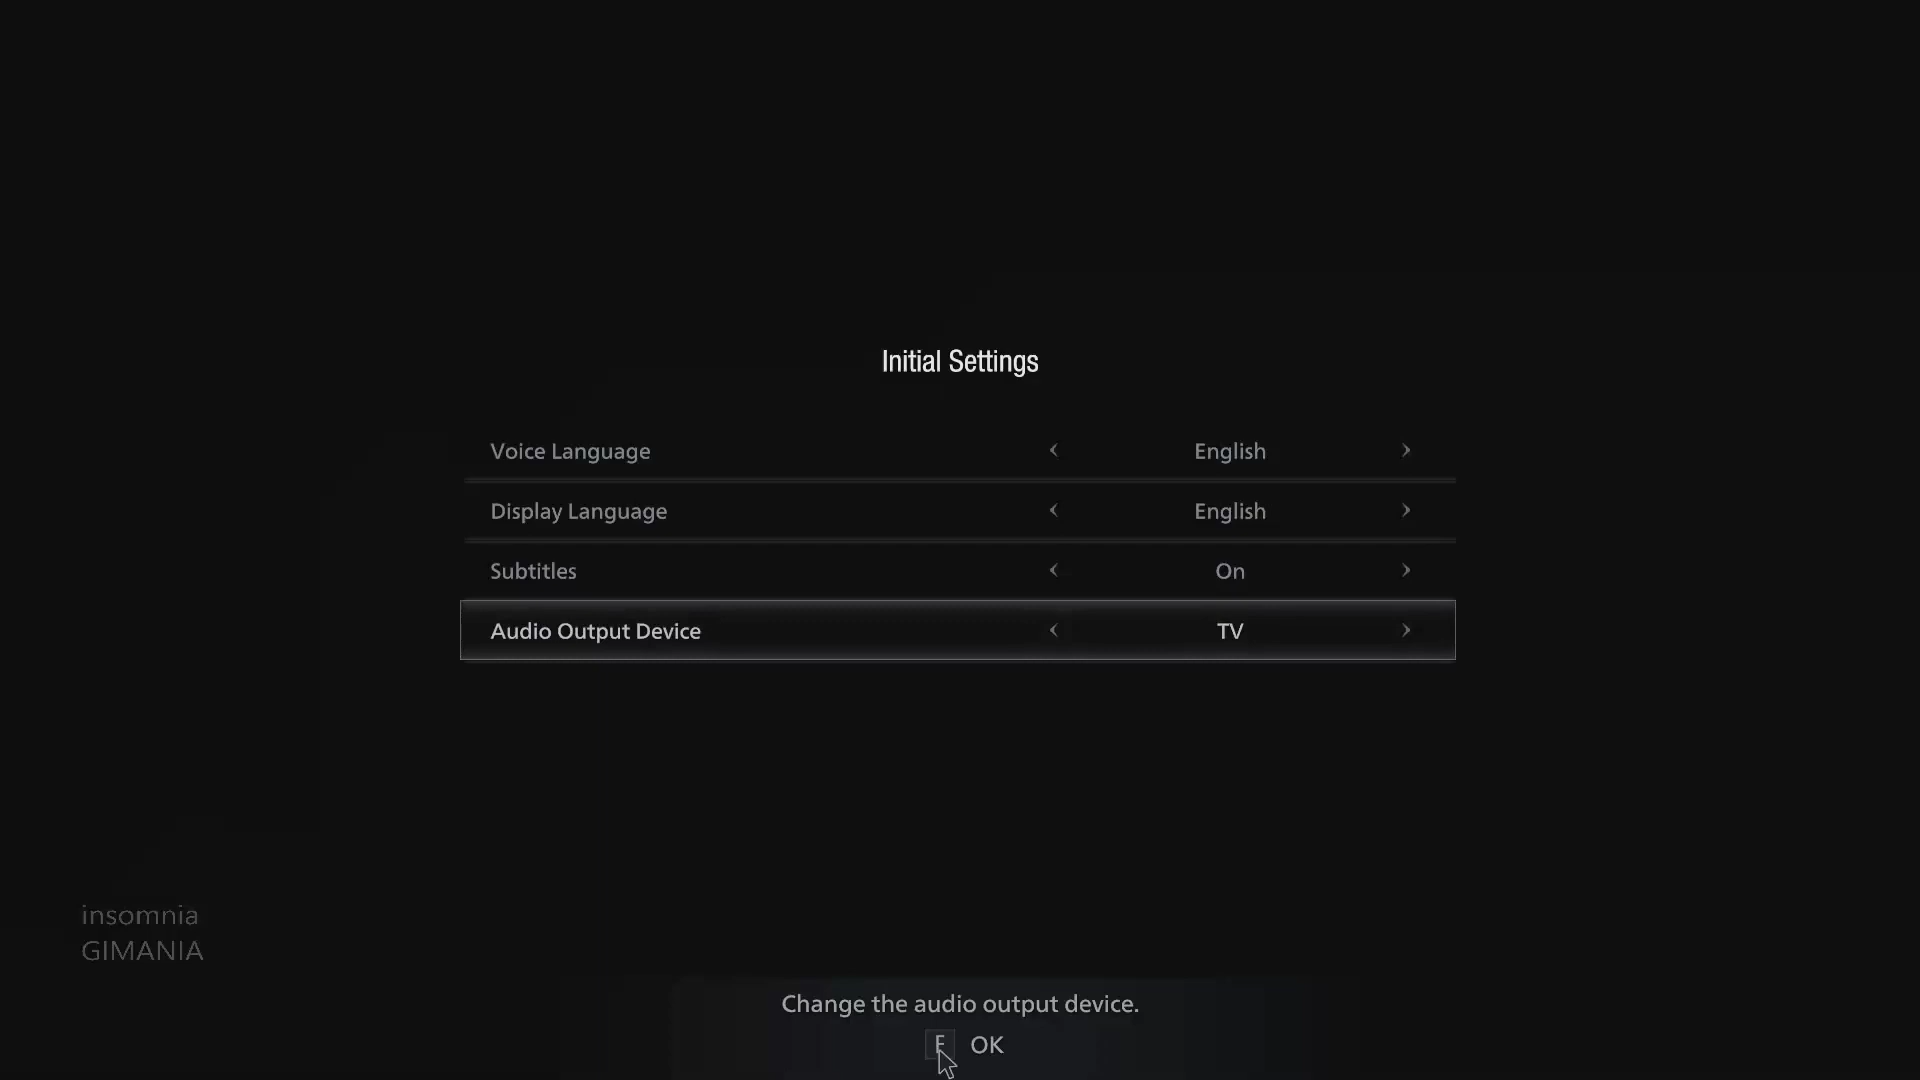 Initial Settings
Voice Language < English >
Display Language < English >
Subtitles < On >
Audio Output Device < TV >
insomnia
GIMANIA
Change the audio output device.
F OK